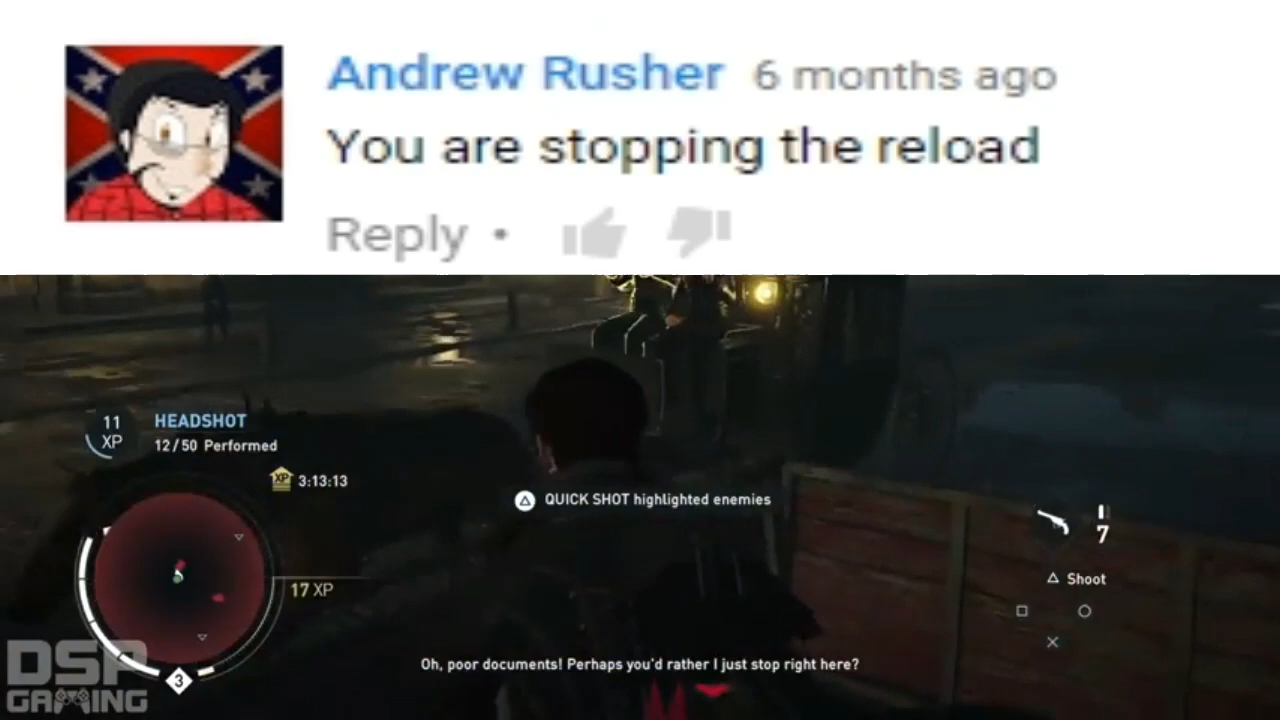 Andrew Rusher 6 months ago
You are stopping the reload
Reply •
11 XP
HEADSHOT
12/50 Performed
XP 3:13:13
QUICK SHOT highlighted enemies
7
17 XP
Shoot
3
Oh, poor documents! Perhaps you'd rather I just stop right here?
DSP
GAMING